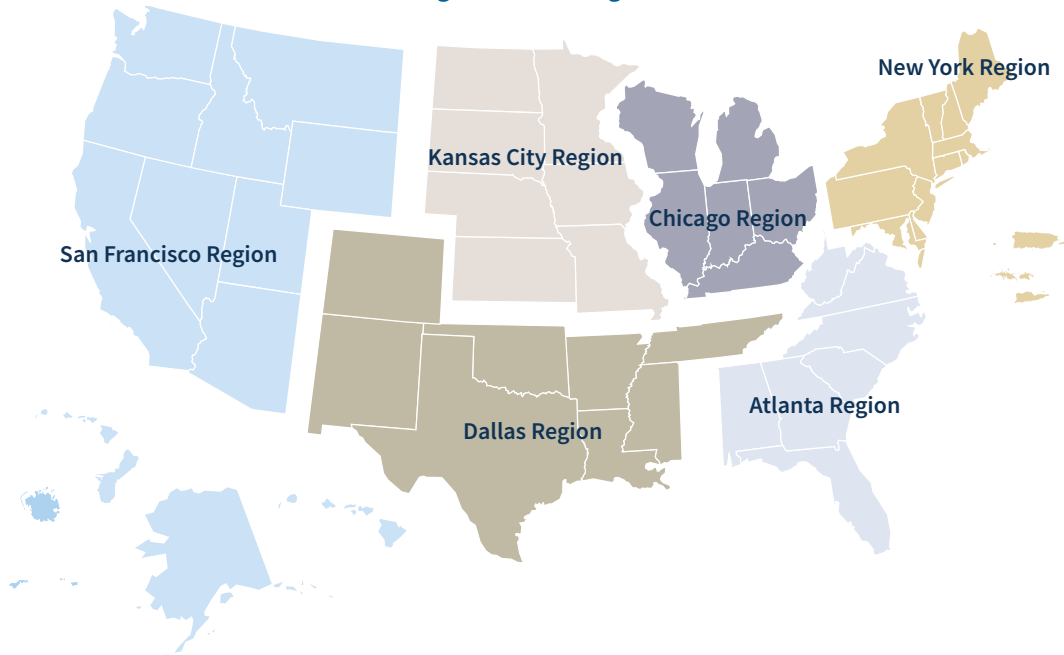 New York Region
Kansas City Region
Chicago Region
San Francisco Region
Atlanta Region
Dallas Region